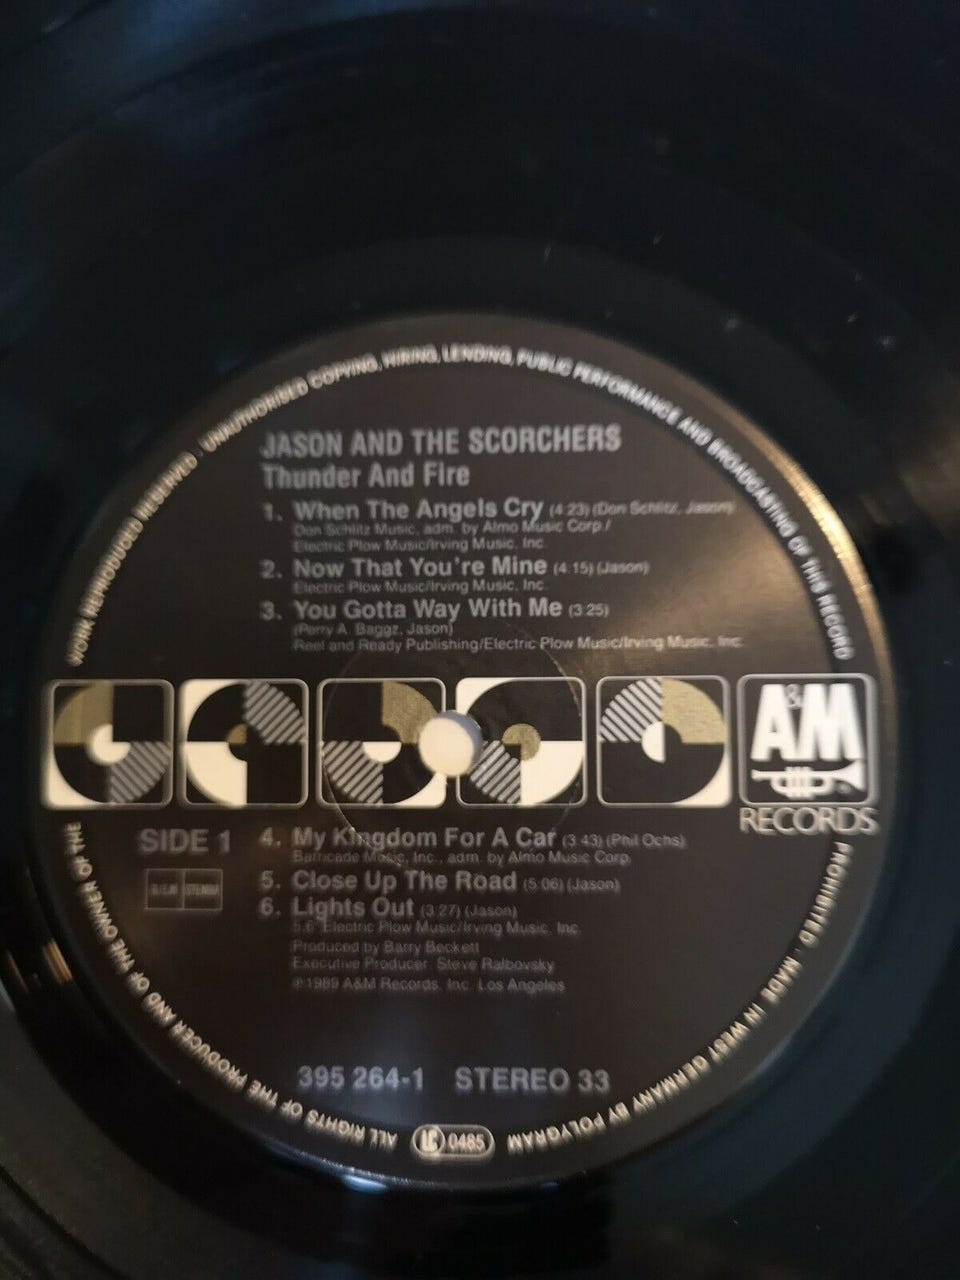 JASON AND THE SCORCHERS
Thunder And Fire
1. When The Angels Cry (4:23) (Don Schlitz, Jason)
Don Schlitz Music, adm. by Almo Music Corp./
Electric Plow Music/Irving Music, Inc.
2. Now That You're Mine (4:15) (Jason)
Electric Plow Music/Irving Music, Inc.
3. You Gotta Way With Me (3:25)
(Perry A. Baggz, Jason)
Reel and Ready Publishing/Electric Plow Music/Irving Music, Inc.
A&M
RECORDS
SIDE 1
4. My Kingdom For A Car (3:43) (Phil Ochs)
Barricade Music, Inc., adm. by Almo Music Corp.
5. Close Up The Road (5:06) (Jason)
6. Lights Out (3:27) (Jason)
5,6" Electric Plow Music/Irving Music, Inc.
BIEM STEMRA
Produced by Barry Beckett
Executive Producer: Steve Ralbovsky
℗1989 A&M Records, Inc. Los Angeles
395 264-1 STEREO 33
LC 0485
ALL RIGHTS OF THE PRODUCER AND OF THE OWNER OF THE WORK REPRODUCED RESERVED · UNAUTHORISED COPYING, HIRING, LENDING, PUBLIC PERFORMANCE AND BROADCASTING OF THIS RECORD PROHIBITED · MADE IN WEST GERMANY BY POLYGRAM